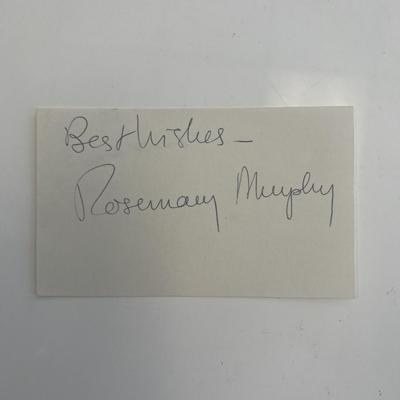 Best Wishes –
Rosemary Murphy